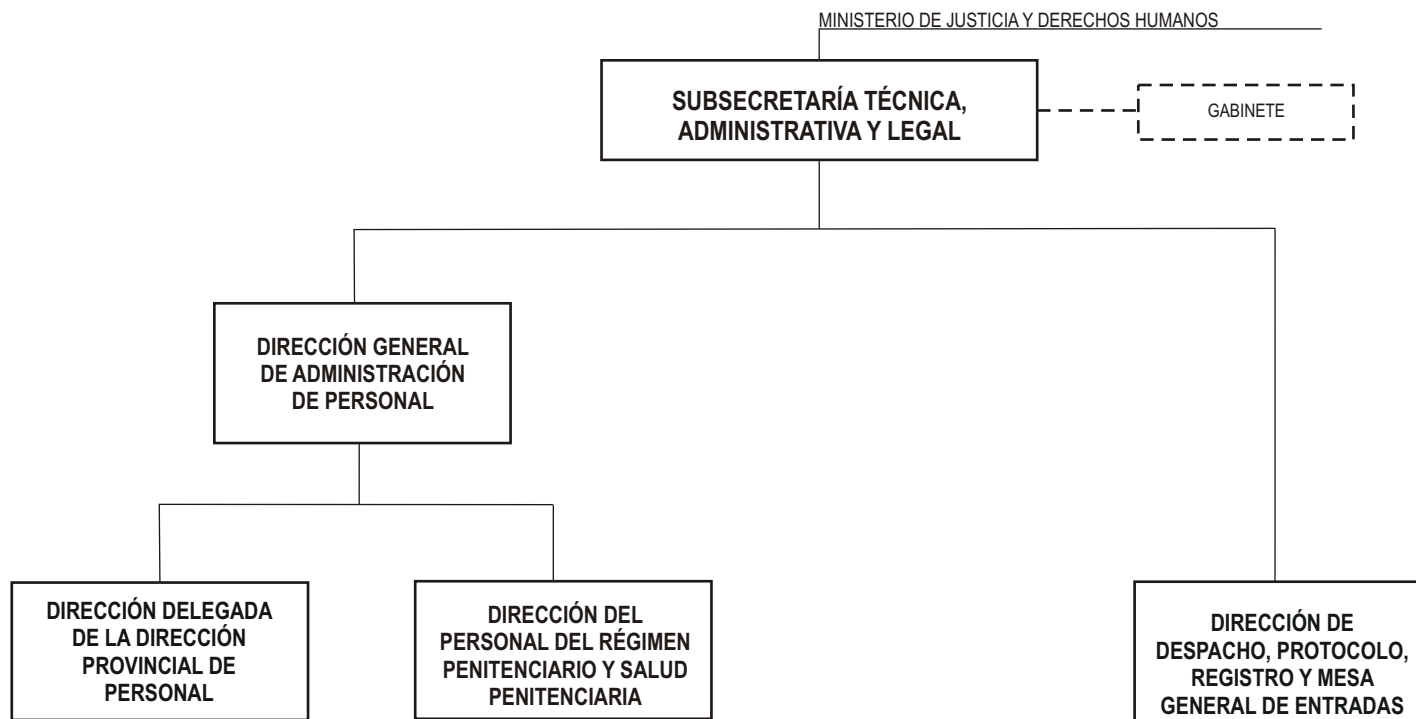 MINISTERIO DE JUSTICIA Y DERECHOS HUMANOS
SUBSECRETARÍA TÉCNICA,
ADMINISTRATIVA Y LEGAL
GABINETE
DIRECCIÓN GENERAL
DE ADMINISTRACIÓN
DE PERSONAL
DIRECCIÓN DELEGADA
DE LA DIRECCIÓN
PROVINCIAL DE
PERSONAL
DIRECCIÓN DEL
PERSONAL DEL RÉGIMEN
PENITENCIARIO Y SALUD
PENITENCIARIA
DIRECCIÓN DE
DESPACHO, PROTOCOLO,
REGISTRO Y MESA
GENERAL DE ENTRADAS